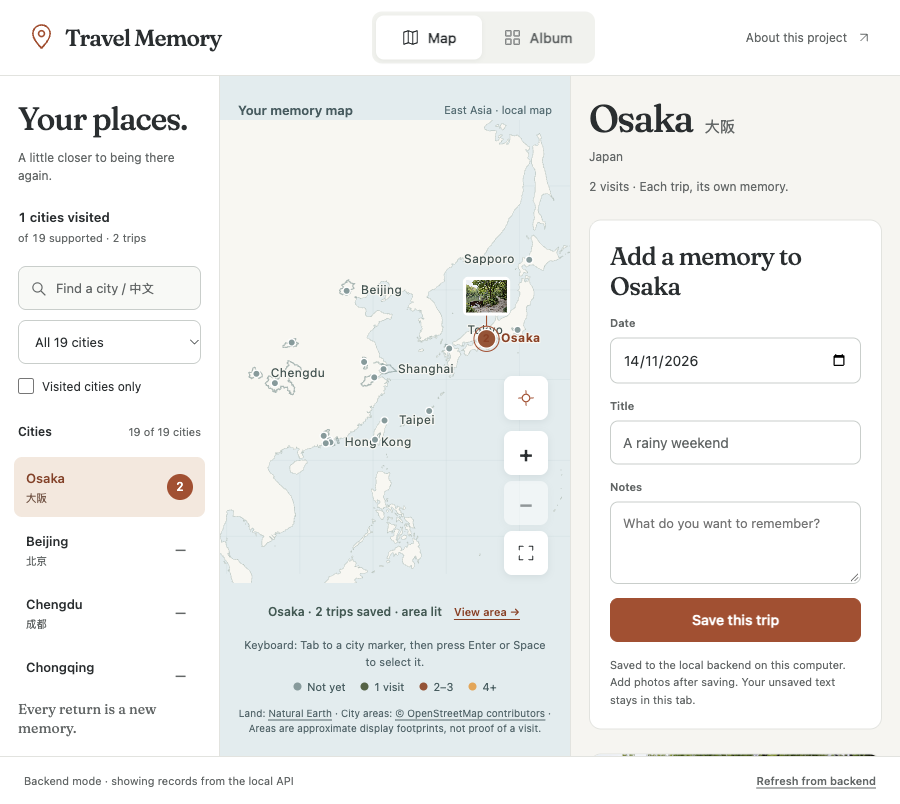 Travel Memory
Map
Album
About this project
Your places.
A little closer to being there
again.
1 cities visited
of 19 supported · 2 trips
Find a city / 中文
All 19 cities
Visited cities only
Cities
19 of 19 cities
Osaka
大阪
2
Beijing
北京
—
Chengdu
成都
—
Chongqing
—
Every return is a new
memory.
Your memory map
East Asia · local map
Sapporo
Beijing
Osaka
Chengdu
Shanghai
Taipei
Hong Kong
+
−
Osaka · 2 trips saved · area lit
View area →
Keyboard: Tab to a city marker, then press Enter or Space
to select it.
Not yet
1 visit
2–3
4+
Land: Natural Earth · City areas: © OpenStreetMap contributors ·
Areas are approximate display footprints, not proof of a visit.
Osaka 大阪
Japan
2 visits · Each trip, its own memory.
Add a memory to
Osaka
Date
14/11/2026
Title
A rainy weekend
Notes
What do you want to remember?
Save this trip
Saved to the local backend on this computer.
Add photos after saving. Your unsaved text
stays in this tab.
Backend mode · showing records from the local API
Refresh from backend